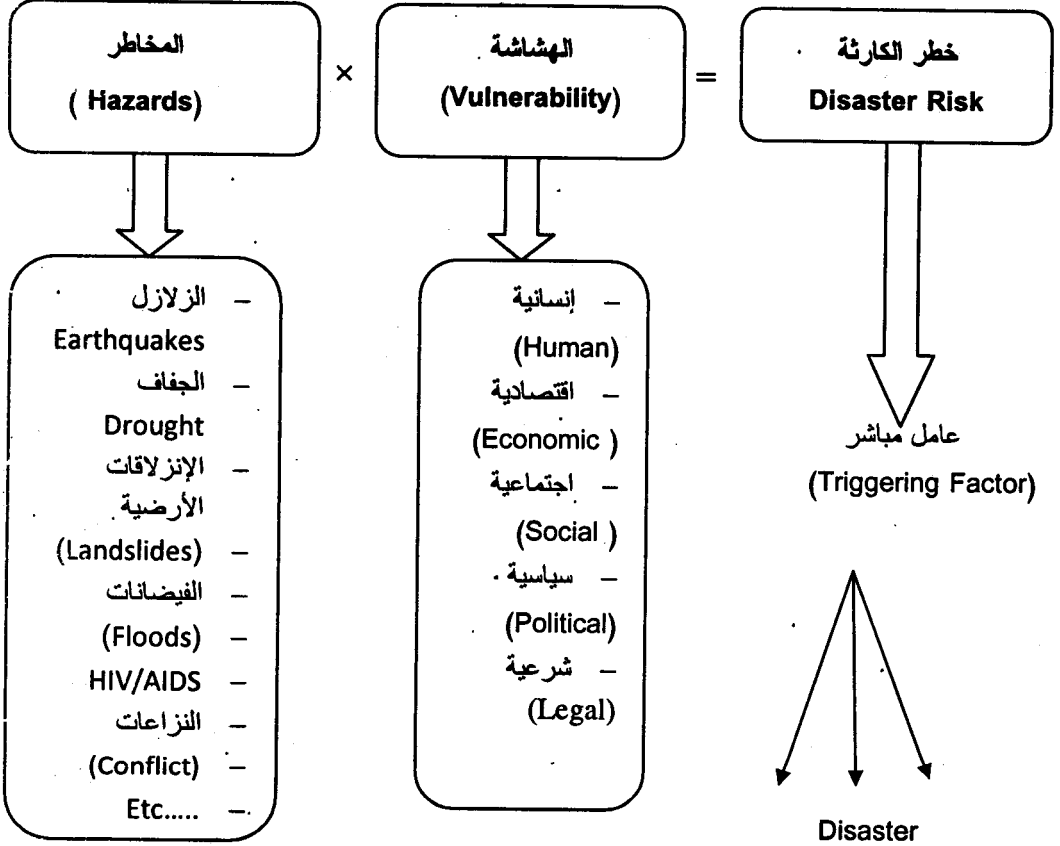 المخاطر
( Hazards)
×
الهشاشة
(Vulnerability)
=
خطر الكارثة
Disaster Risk
– الزلازل
Earthquakes
– الجفاف
Drought
– الإنزلاقات
الأرضية
(Landslides) –
– الفيضانات
(Floods) –
HIV/AIDS –
– النزاعات
(Conflict) –
Etc..... –
– إنسانية
(Human)
– اقتصادية
(Economic )
– اجتماعية
(Social )
– سياسية
(Political)
– شرعية
(Legal)
عامل مباشر
(Triggering Factor)
Disaster